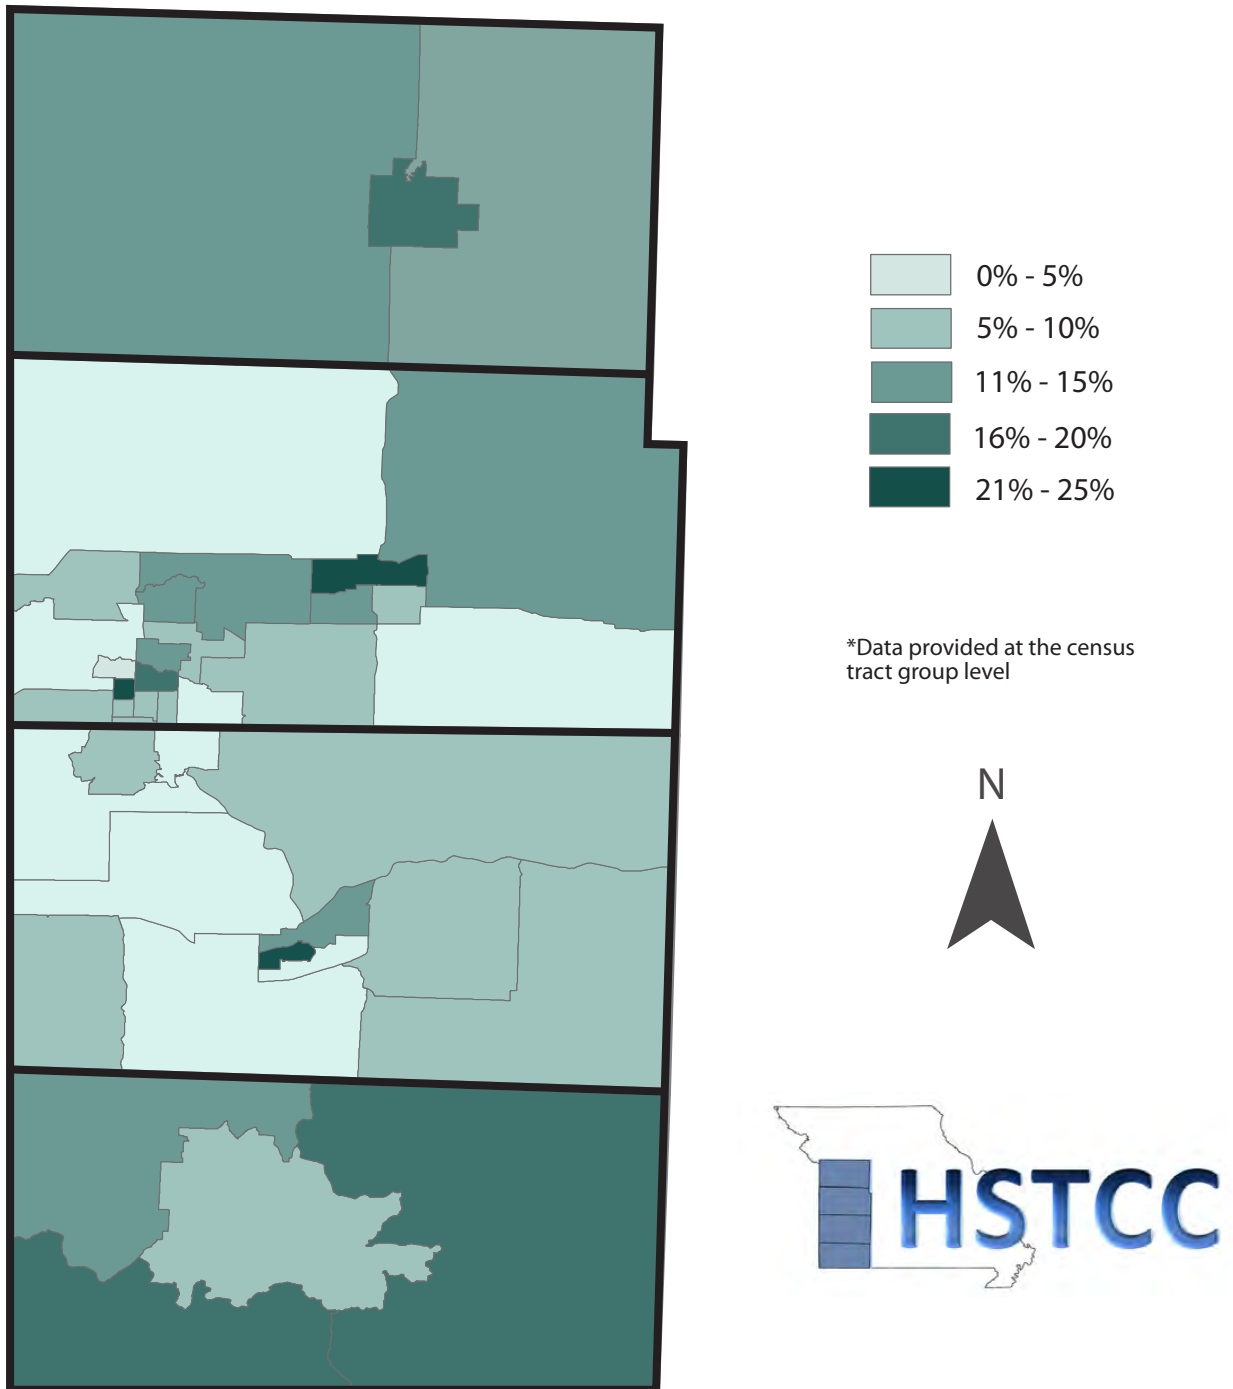 0% - 5%
5% - 10%
11% - 15%
16% - 20%
21% - 25%
*Data provided at the census
tract group level
N
HSTCC